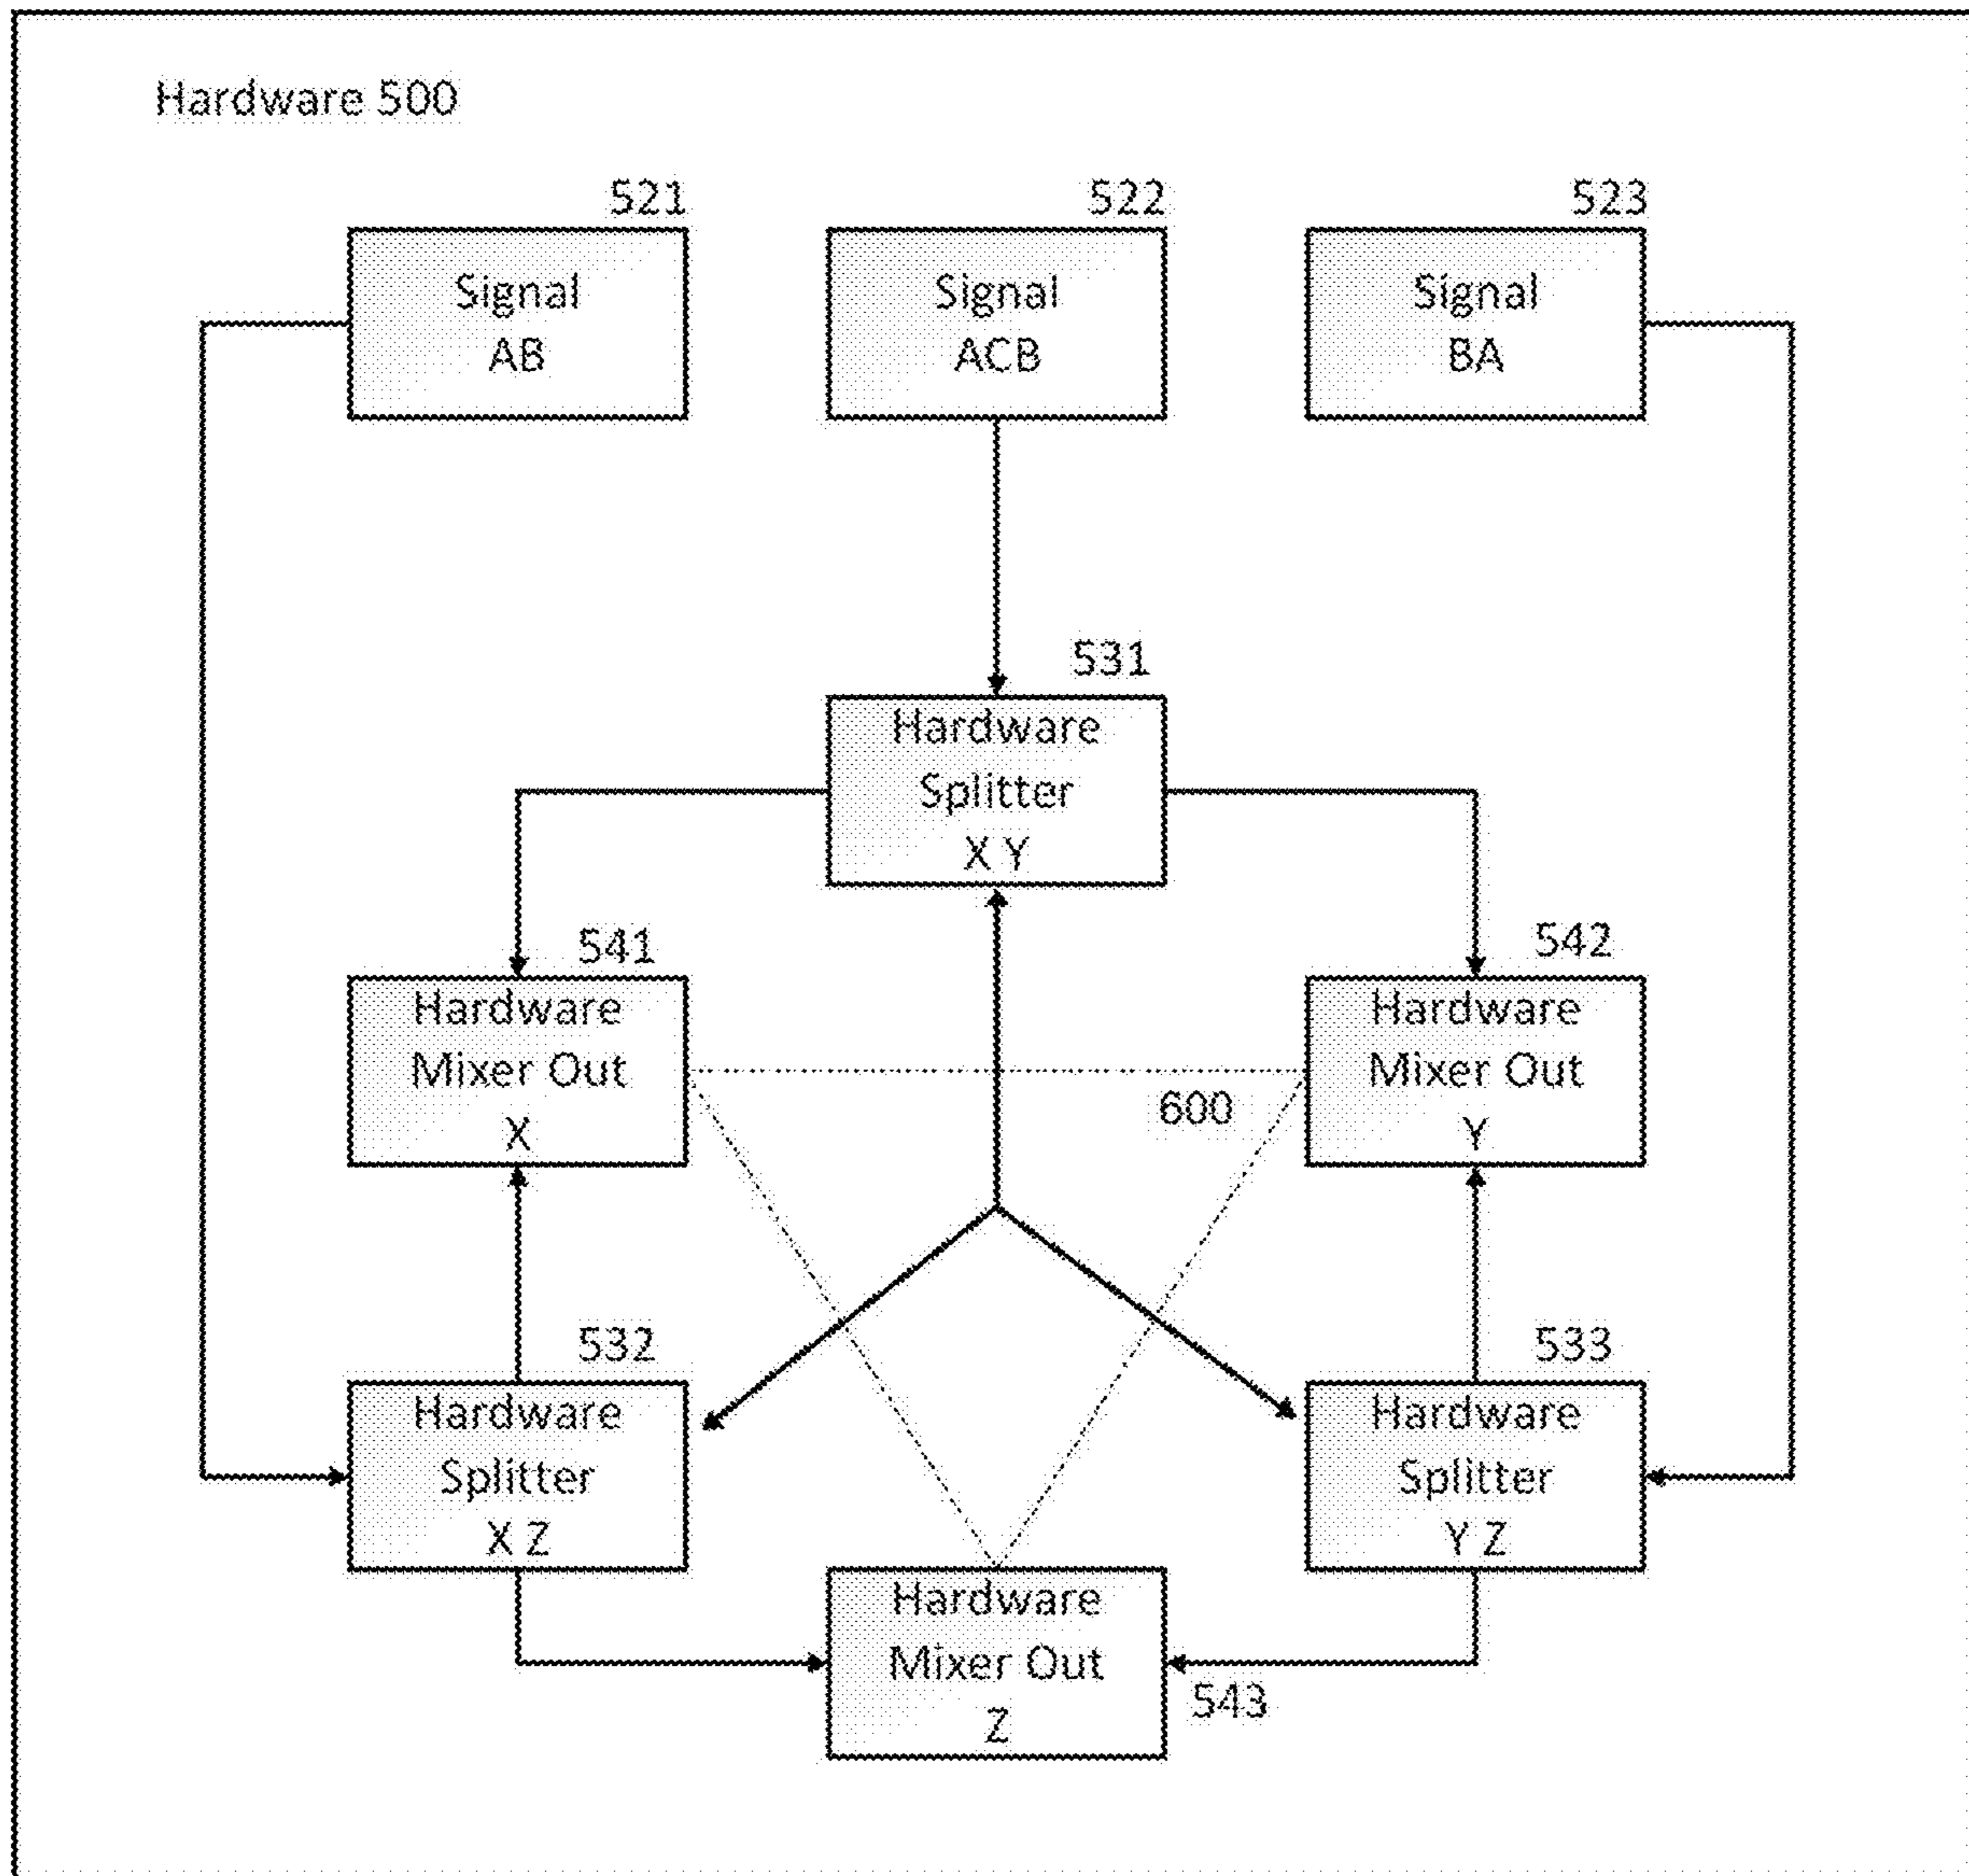 Hardware 500
521
522
523
Signal
AB
Signal
ACB
Signal
BA
531
Hardware
Splitter
X Y
541
542
Hardware
Mixer Out
X
Hardware
Mixer Out
Y
600
532
533
Hardware
Splitter
X Z
Hardware
Splitter
Y Z
Hardware
Mixer Out
Z
543